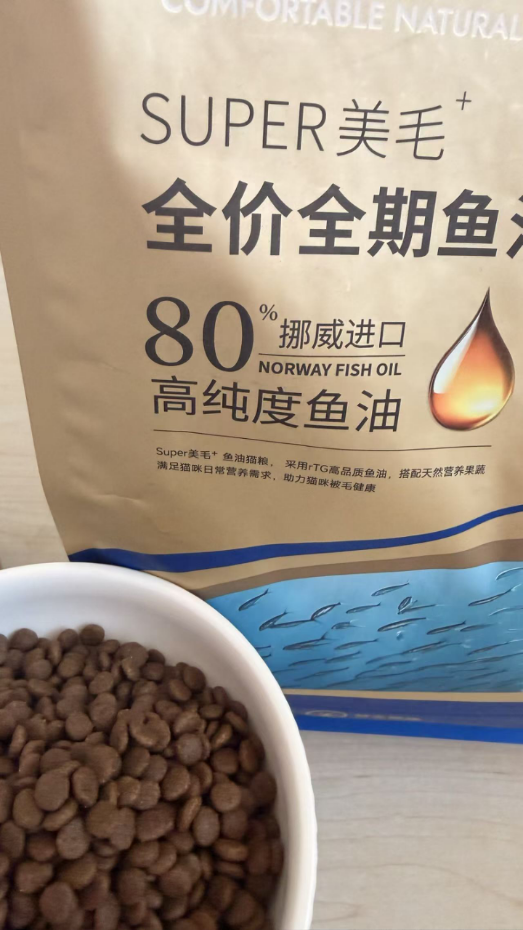 COMFORTABLE NATURAL
SUPER美毛+
全价全期鱼
80%挪威进口
NORWAY FISH OIL
高纯度鱼油
Super美毛+ 鱼油猫粮， 采用rTG高品质鱼油，搭配天然营养果蔬
满足猫咪日常营养需求，助力猫咪被毛健康